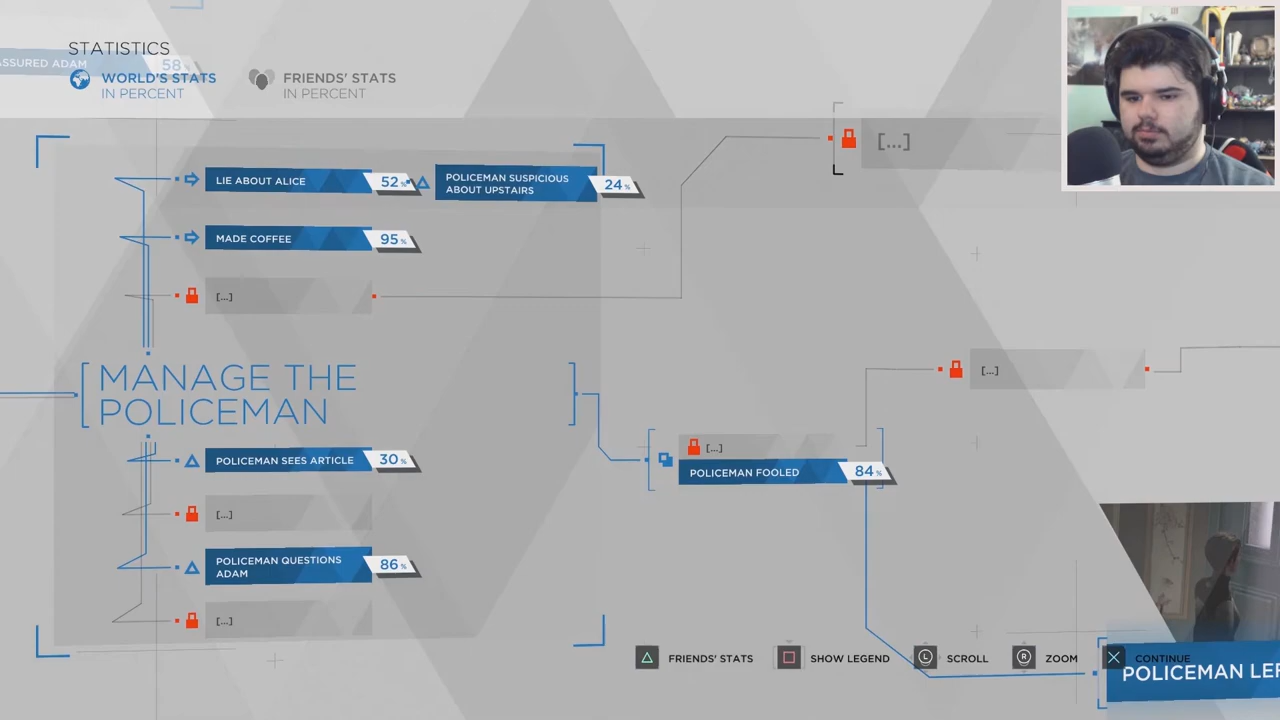 STATISTICS
ASSURED ADAM
58
WORLD'S STATS
IN PERCENT
FRIENDS' STATS
IN PERCENT
[...]
LIE ABOUT ALICE
52%
POLICEMAN SUSPICIOUS
ABOUT UPSTAIRS
24%
MADE COFFEE
95%
[...]
MANAGE THE
POLICEMAN
[...]
[...]
POLICEMAN FOOLED
84%
POLICEMAN SEES ARTICLE
30%
[...]
POLICEMAN QUESTIONS
ADAM
86%
[...]
FRIENDS' STATS
SHOW LEGEND
L
SCROLL
R
ZOOM
CONTINUE
POLICEMAN LEF